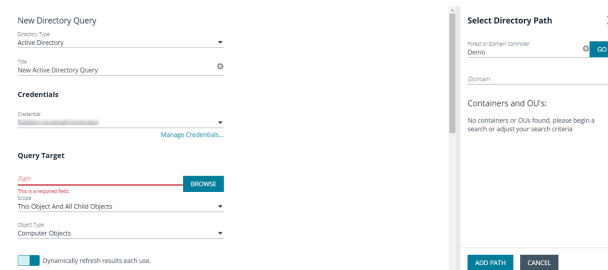 New Directory Query
Directory Type
Active Directory
Title
New Active Directory Query
Credentials
Credential
Manage Credentials...
Query Target
Path
BROWSE
This is a required field.
Scope
This Object And All Child Objects
Object Type
Computer Objects
Dynamically refresh results each use.
Select Directory Path
Forest or Domain Controller
Demo
GO
Domain
Containers and OU's:
No containers or OUs found, please begin a
search or adjust your search criteria
ADD PATH
CANCEL